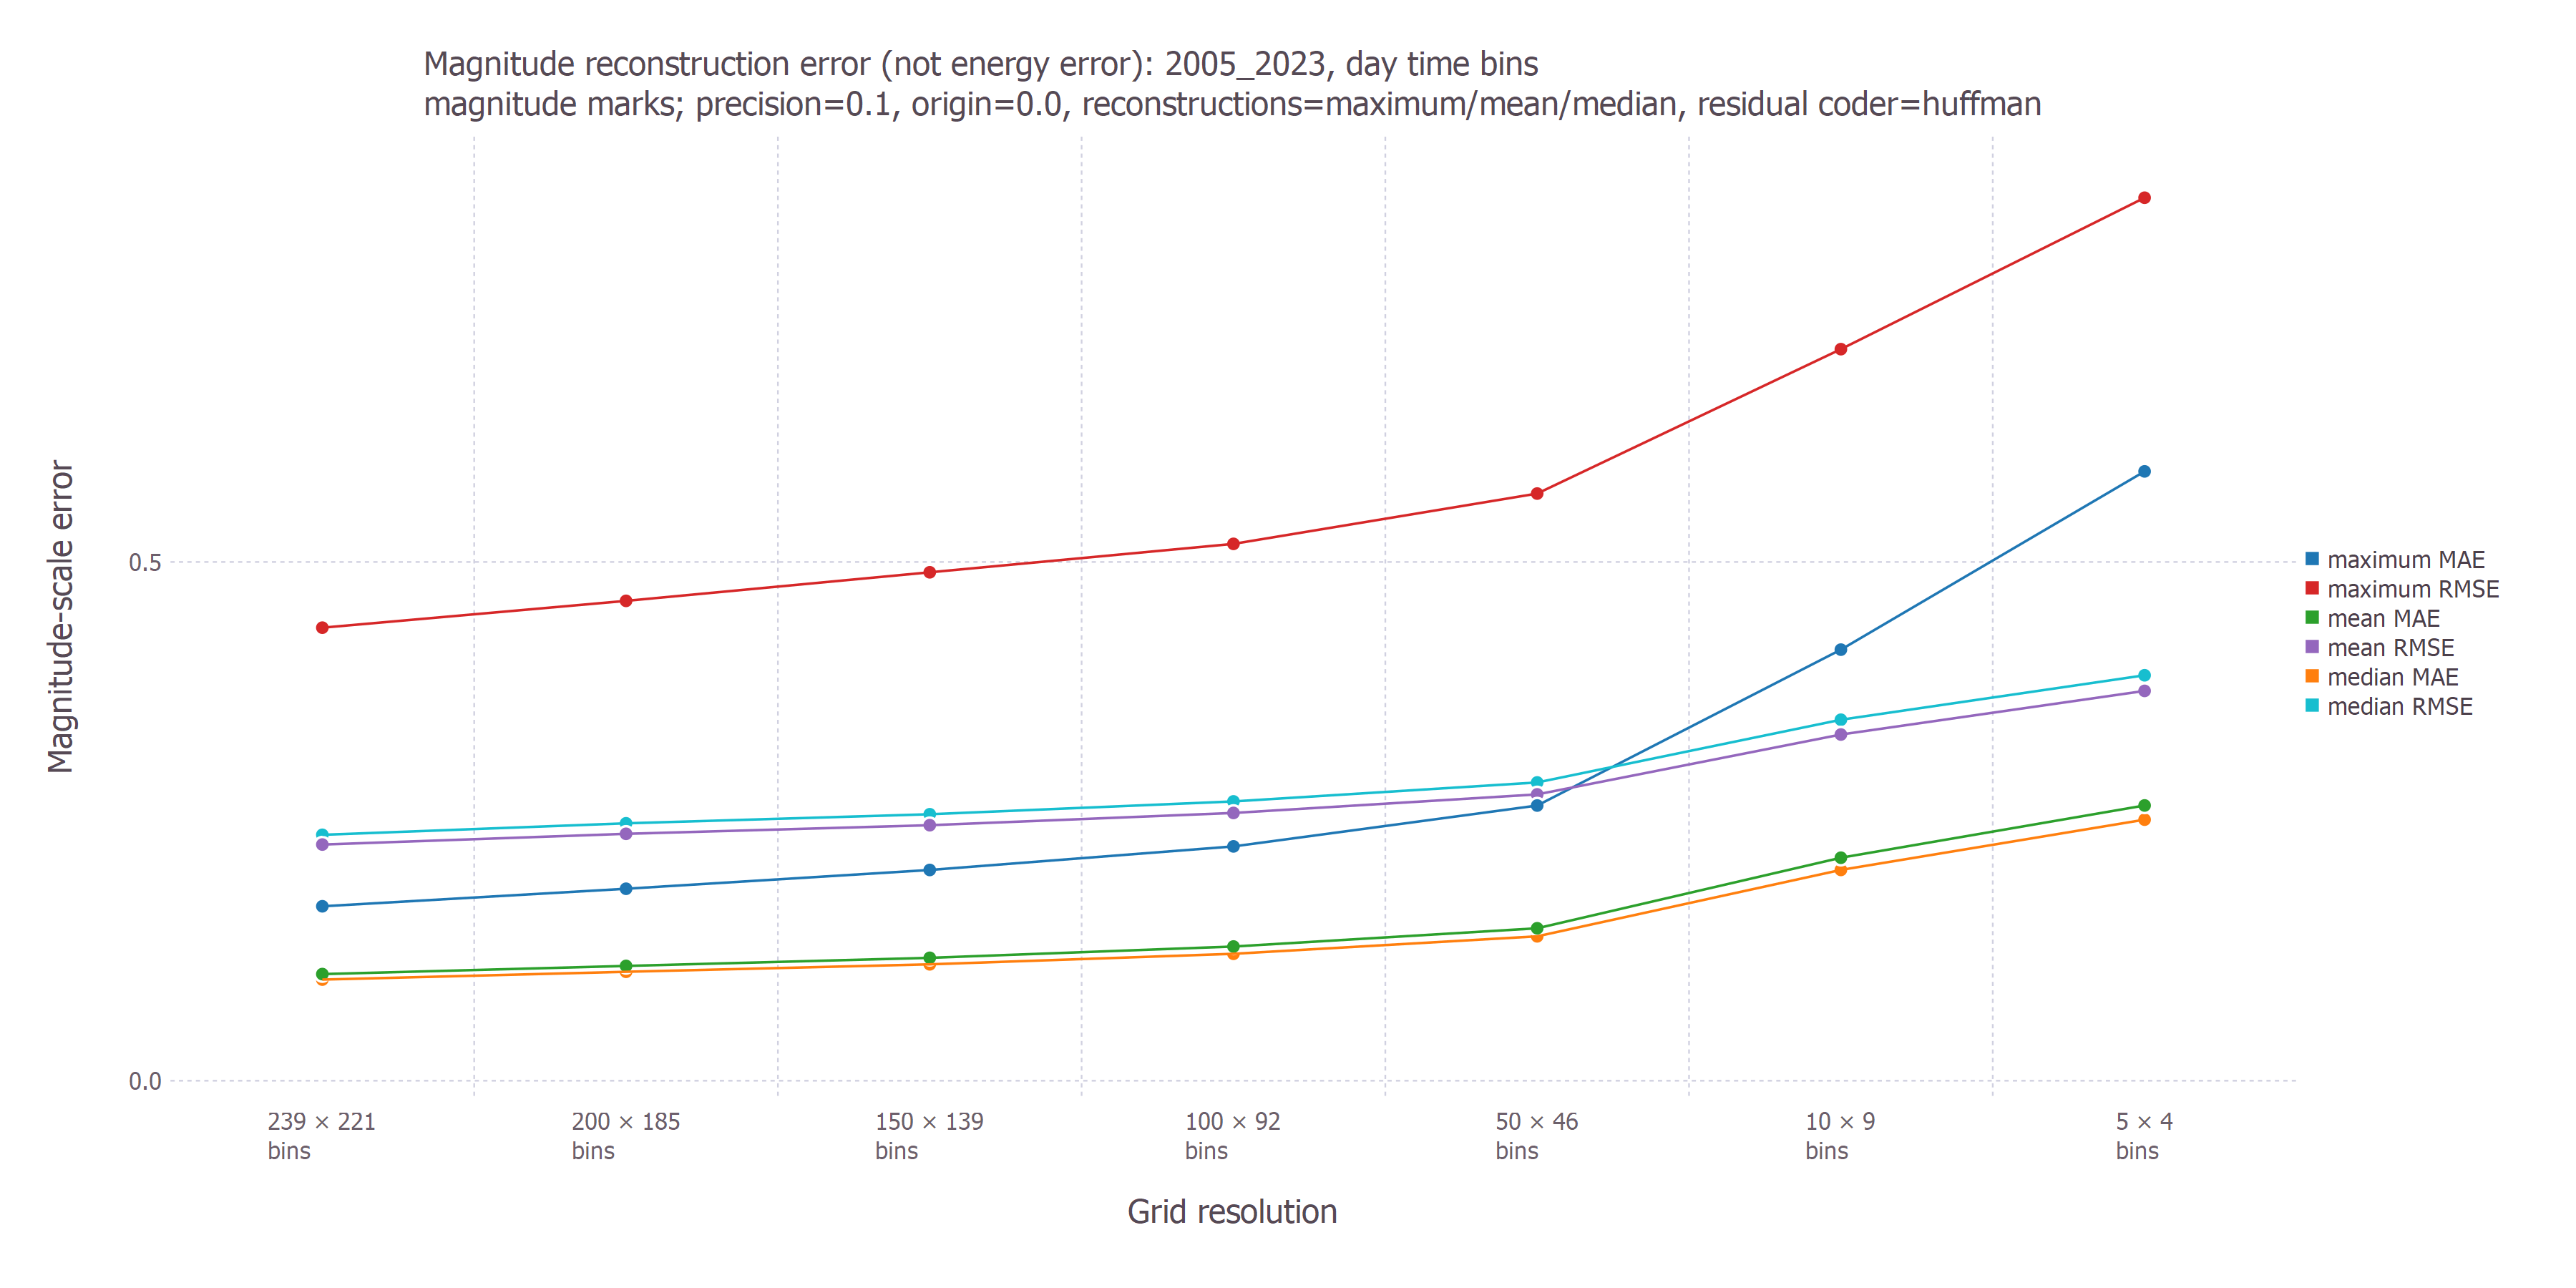 Magnitude reconstruction error (not energy error): 2005_2023, day time bins
magnitude marks; precision=0.1, origin=0.0, reconstructions=maximum/mean/median, residual coder=huffman
Magnitude-scale error
0.5
0.0
maximum MAE
maximum RMSE
mean MAE
mean RMSE
median MAE
median RMSE
239 × 221
bins
200 × 185
bins
150 × 139
bins
100 × 92
bins
50 × 46
bins
10 × 9
bins
5 × 4
bins
Grid resolution